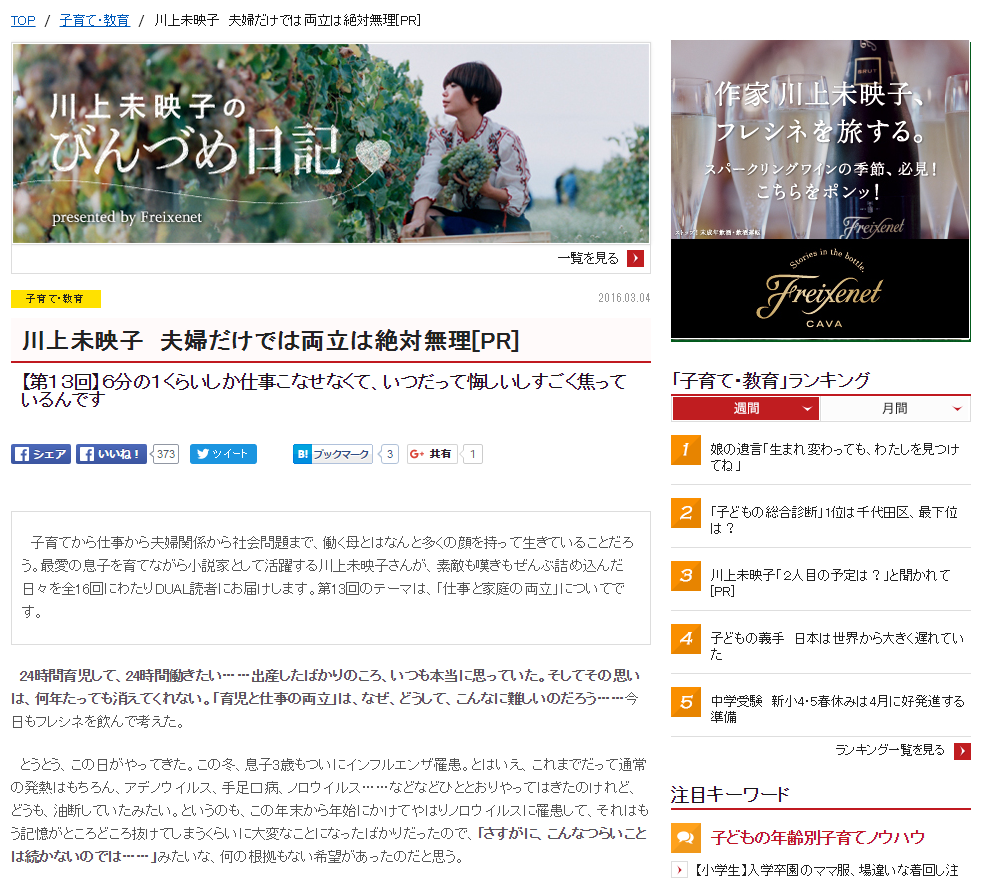 TOP / 子育て・教育 / 川上未映子　夫婦だけでは両立は絶対無理[PR]
川上未映子の
びんづめ日記
presented by Freixenet
一覧を見る
子育て・教育
2016.03.04
川上未映子　夫婦だけでは両立は絶対無理[PR]
【第１３回】６分の１くらいしか仕事こなせなくて、いつだって悔しいしすごく焦って
いるんです
シェア いいね！ 373 ツイート B! ブックマーク 3 G+ 共有 1
子育てから仕事から夫婦関係から社会問題まで、働く母とはなんと多くの顔を持って生きていることだろ
う。最愛の息子を育てながら小説家として活躍する川上未映子さんが、素敵も嘆きもぜんぶ詰め込んだ
日々を全16回にわたりDUAL読者にお届けします。第13回のテーマは、「仕事と家庭の両立」についてで
す。
24時間育児して、24時間働きたい……出産したばかりのころ、いつも本当に思っていた。そしてその思い
は、何年たっても消えてくれない。「育児と仕事の両立」は、なぜ、どうして、こんなに難しいのだろう……今
日もフレシネを飲んで考えた。
とうとう、この日がやってきた。この冬、息子3歳もついにインフルエンザ罹患。とはいえ、これまでだって通常
の発熱はもちろん、アデノウイルス、手足口病、ノロウイルス……などなどひととおりやってはきたのけれど、
どうも、油断していたみたい。というのも、この年末から年始にかけてやはりノロウイルスに罹患して、それはも
う記憶がところどころ抜けてしまうくらいに大変なことになったばかりだったので、「さすがに、こんなつらいこと
は続かないのでは……」みたいな、何の根拠もない希望があったのだと思う。
作家 川上未映子、
フレシネを旅する。
スパークリングワインの季節、必見！
こちらをポンッ！
BRUT
Freixenet
ストップ！未成年飲酒・飲酒運転
Stories in the bottle.
Freixenet
CAVA
「子育て・教育」ランキング
週間 月間
1 娘の遺言「生まれ変わっても、わたしを見つけ
てね」
2 「子どもの総合診断」1位は千代田区、最下位
は？
3 川上未映子「２人目の予定は？」と聞かれて
[PR]
4 子どもの義手　日本は世界から大きく遅れてい
た
5 中学受験　新小4・5春休みは4月に好発進する
準備
ランキング一覧を見る
注目キーワード
子どもの年齢別子育てノウハウ
【小学生】入学卒園のママ服、場違いな着回し注